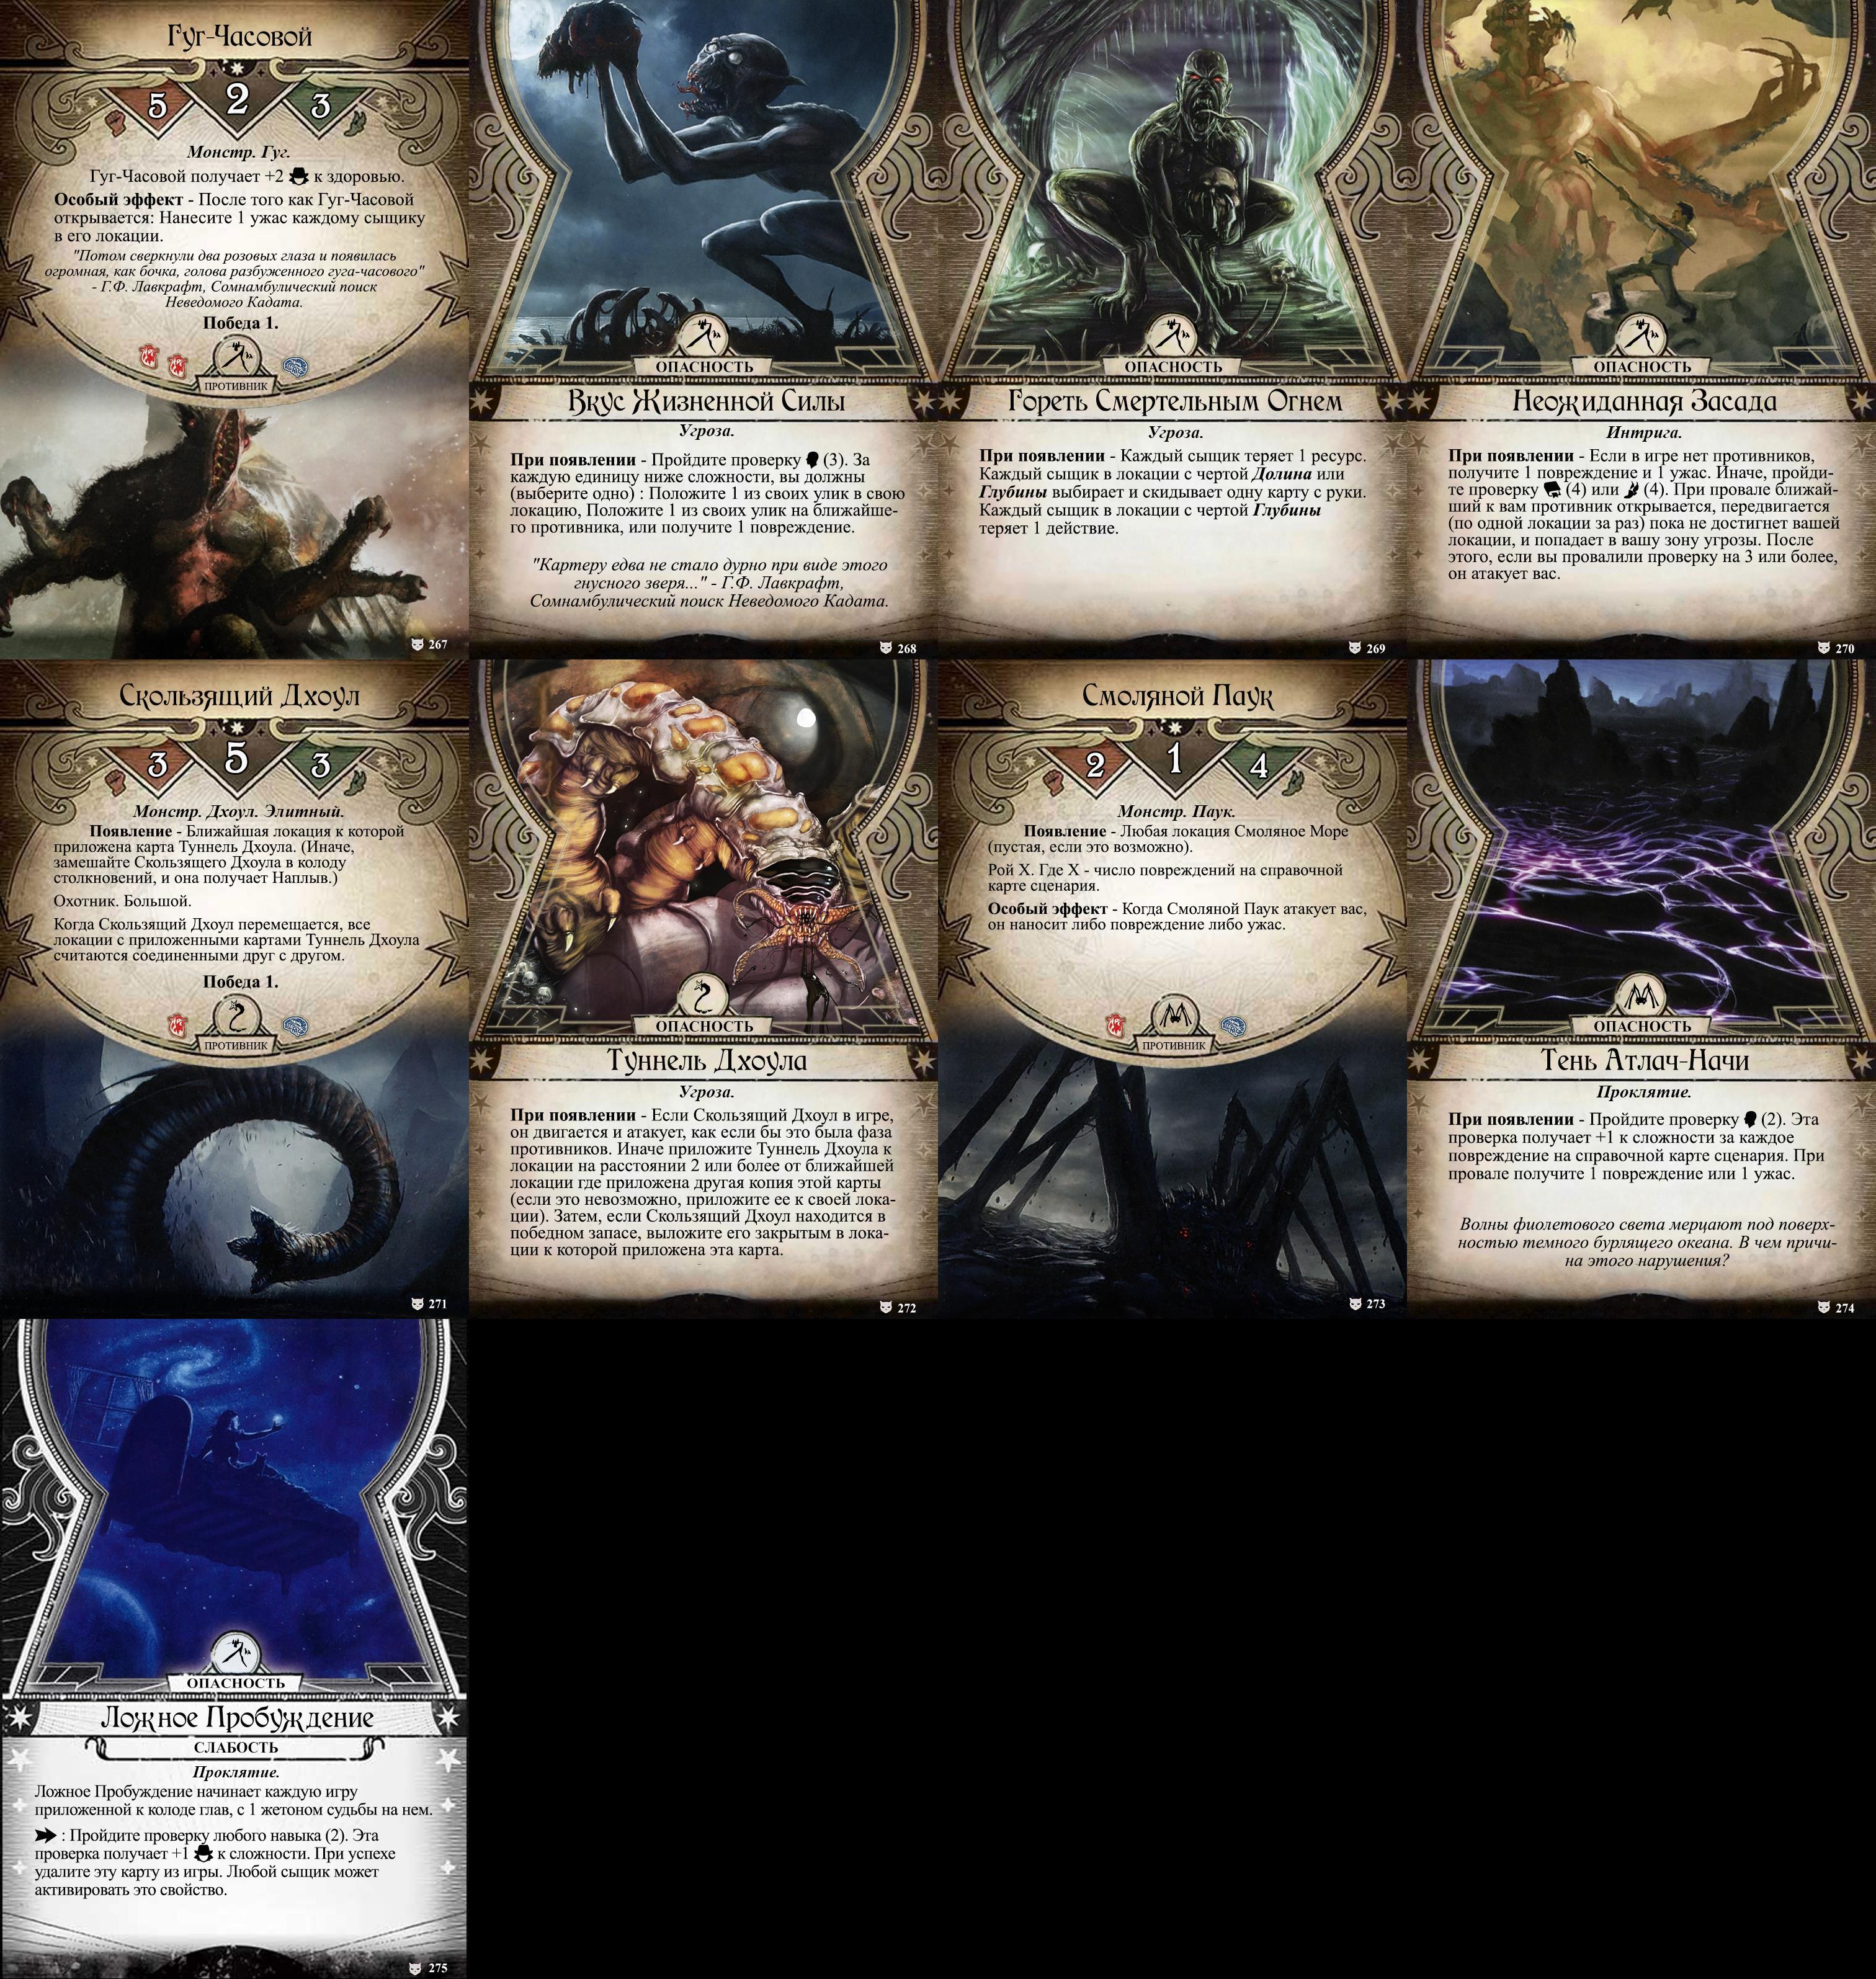 Гуг-Часовой
5
2
3
Монстр. Гуг.
Гуг-Часовой получает +2 к здоровью.
Особый эффект - После того как Гуг-Часовой
открывается: Нанесите 1 ужас каждому сыщику
в его локации.
"Потом сверкнули два розовых глаза и появилась
огромная, как бочка, голова разбуженного гуга-часового"
- Г.Ф. Лавкрафт, Сомнамбулический поиск
Неведомого Кадата.
Победа 1.
ПРОТИВНИК
267
ОПАСНОСТЬ
Вкус Жизненной Силы
Угроза.
При появлении - Пройдите проверку (3). За
каждую единицу ниже сложности, вы должны
(выберите одно) : Положите 1 из своих улик в свою
локацию, Положите 1 из своих улик на ближайше-
го противника, или получите 1 повреждение.
"Картеру едва не стало дурно при виде этого
гнусного зверя..." - Г.Ф. Лавкрафт,
Сомнамбулический поиск Неведомого Кадата.
268
ОПАСНОСТЬ
Гореть Смертельным Огнем
Угроза.
При появлении - Каждый сыщик теряет 1 ресурс.
Каждый сыщик в локации с чертой Долина или
Глубины выбирает и скидывает одну карту с руки.
Каждый сыщик в локации с чертой Глубины
теряет 1 действие.
269
ОПАСНОСТЬ
Неожиданная Засада
Интрига.
При появлении - Если в игре нет противников,
получите 1 повреждение и 1 ужас. Иначе, пройди-
те проверку (4) или (4). При провале ближай-
ший к вам противник открывается, передвигается
(по одной локации за раз) пока не достигнет вашей
локации, и попадает в вашу зону угрозы. После
этого, если вы провалили проверку на 3 или более,
он атакует вас.
270
Скользящий Дхоул
3
5
3
Монстр. Дхоул. Элитный.
Появление - Ближайшая локация к которой
приложена карта Туннель Дхоула. (Иначе,
замешайте Скользящего Дхоула в колоду
столкновений, и она получает Наплыв.)
Охотник. Большой.
Когда Скользящий Дхоул перемещается, все
локации с приложенными картами Туннель Дхоула
считаются соединенными друг с другом.
Победа 1.
ПРОТИВНИК
271
ОПАСНОСТЬ
Туннель Дхоула
Угроза.
При появлении - Если Скользящий Дхоул в игре,
он двигается и атакует, как если бы это была фаза
противников. Иначе приложите Туннель Дхоула к
локации на расстоянии 2 или более от ближайшей
локации где приложена другая копия этой карты
(если это невозможно, приложите ее к своей лока-
ции). Затем, если Скользящий Дхоул находится в
победном запасе, выложите его закрытым в лока-
ции к которой приложена эта карта.
272
Смоляной Паук
2
1
4
Монстр. Паук.
Появление - Любая локация Смоляное Море
(пустая, если это возможно).
Рой X. Где X - число повреждений на справочной
карте сценария.
Особый эффект - Когда Смоляной Паук атакует вас,
он наносит либо повреждение либо ужас.
ПРОТИВНИК
273
ОПАСНОСТЬ
Тень Атлач-Начи
Проклятие.
При появлении - Пройдите проверку (2). Эта
проверка получает +1 к сложности за каждое
повреждение на справочной карте сценария. При
провале получите 1 повреждение или 1 ужас.
Волны фиолетового света мерцают под поверх-
ностью темного бурлящего океана. В чем причи-
на этого нарушения?
274
ОПАСНОСТЬ
Ложное Пробуждение
СЛАБОСТЬ
Проклятие.
Ложное Пробуждение начинает каждую игру
приложенной к колоде глав, с 1 жетоном судьбы на нем.
: Пройдите проверку любого навыка (2). Эта
проверка получает +1 к сложности. При успехе
удалите эту карту из игры. Любой сыщик может
активировать это свойство.
275